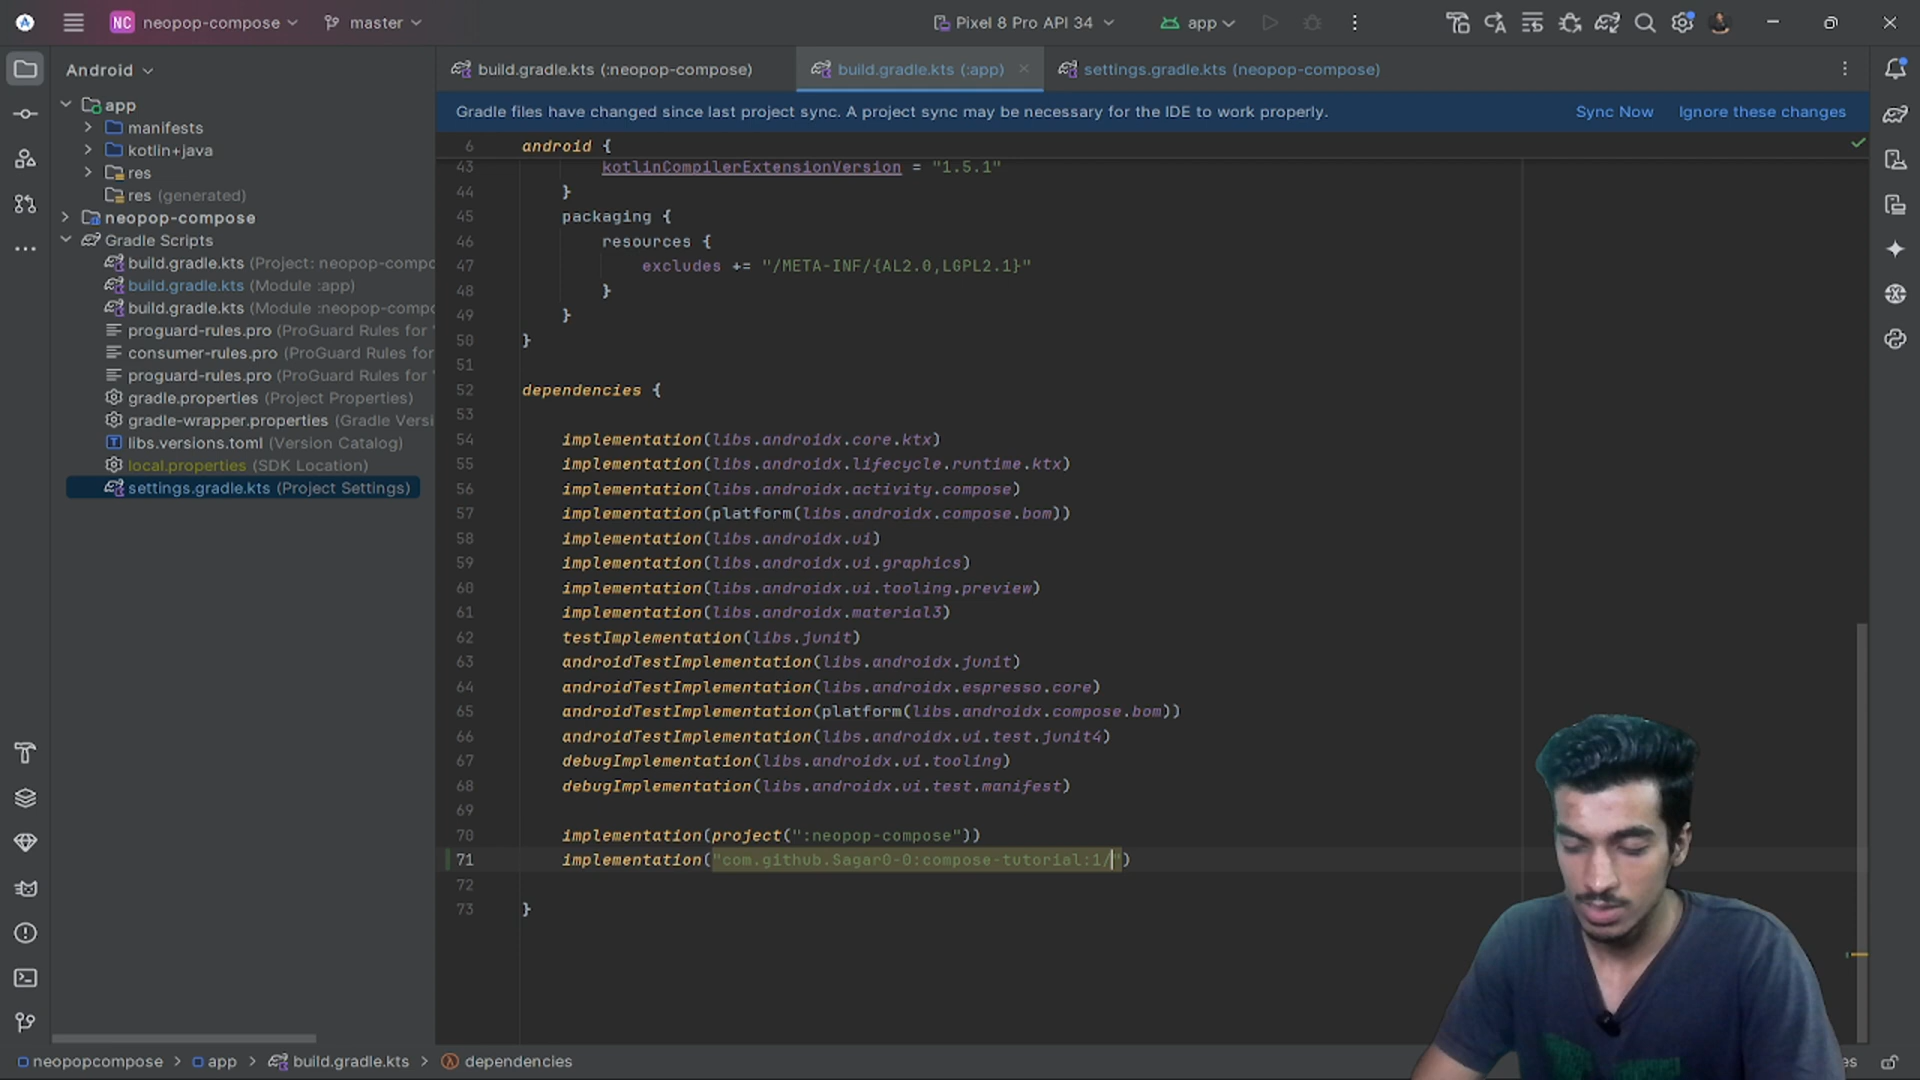 NC neopop-compose master Pixel 8 Pro API 34 app
Android
build.gradle.kts (:neopop-compose) build.gradle.kts (:app) settings.gradle.kts (neopop-compose)
Gradle files have changed since last project sync. A project sync may be necessary for the IDE to work properly. Sync Now Ignore these changes
app
manifests
kotlin+java
res
res (generated)
neopop-compose
Gradle Scripts
build.gradle.kts (Project: neopop-compo
build.gradle.kts (Module :app)
build.gradle.kts (Module :neopop-compo
proguard-rules.pro (ProGuard Rules for "
consumer-rules.pro (ProGuard Rules for
proguard-rules.pro (ProGuard Rules for "
gradle.properties (Project Properties)
gradle-wrapper.properties (Gradle Versi
libs.versions.toml (Version Catalog)
local.properties (SDK Location)
settings.gradle.kts (Project Settings)
6 android {
43 kotlinCompilerExtensionVersion = "1.5.1"
44 }
45 packaging {
46 resources {
47 excludes += "/META-INF/{AL2.0,LGPL2.1}"
48 }
49 }
50 }
51
52 dependencies {
53
54 implementation(libs.androidx.core.ktx)
55 implementation(libs.androidx.lifecycle.runtime.ktx)
56 implementation(libs.androidx.activity.compose)
57 implementation(platform(libs.androidx.compose.bom))
58 implementation(libs.androidx.ui)
59 implementation(libs.androidx.ui.graphics)
60 implementation(libs.androidx.ui.tooling.preview)
61 implementation(libs.androidx.material3)
62 testImplementation(libs.junit)
63 androidTestImplementation(libs.androidx.junit)
64 androidTestImplementation(libs.androidx.espresso.core)
65 androidTestImplementation(platform(libs.androidx.compose.bom))
66 androidTestImplementation(libs.androidx.ui.test.junit4)
67 debugImplementation(libs.androidx.ui.tooling)
68 debugImplementation(libs.androidx.ui.test.manifest)
69
70 implementation(project(":neopop-compose"))
71 implementation("com.github.Sagar0-0:compose-tutorial:1/")
72
73 }
neopopcompose > app > build.gradle.kts > dependencies es